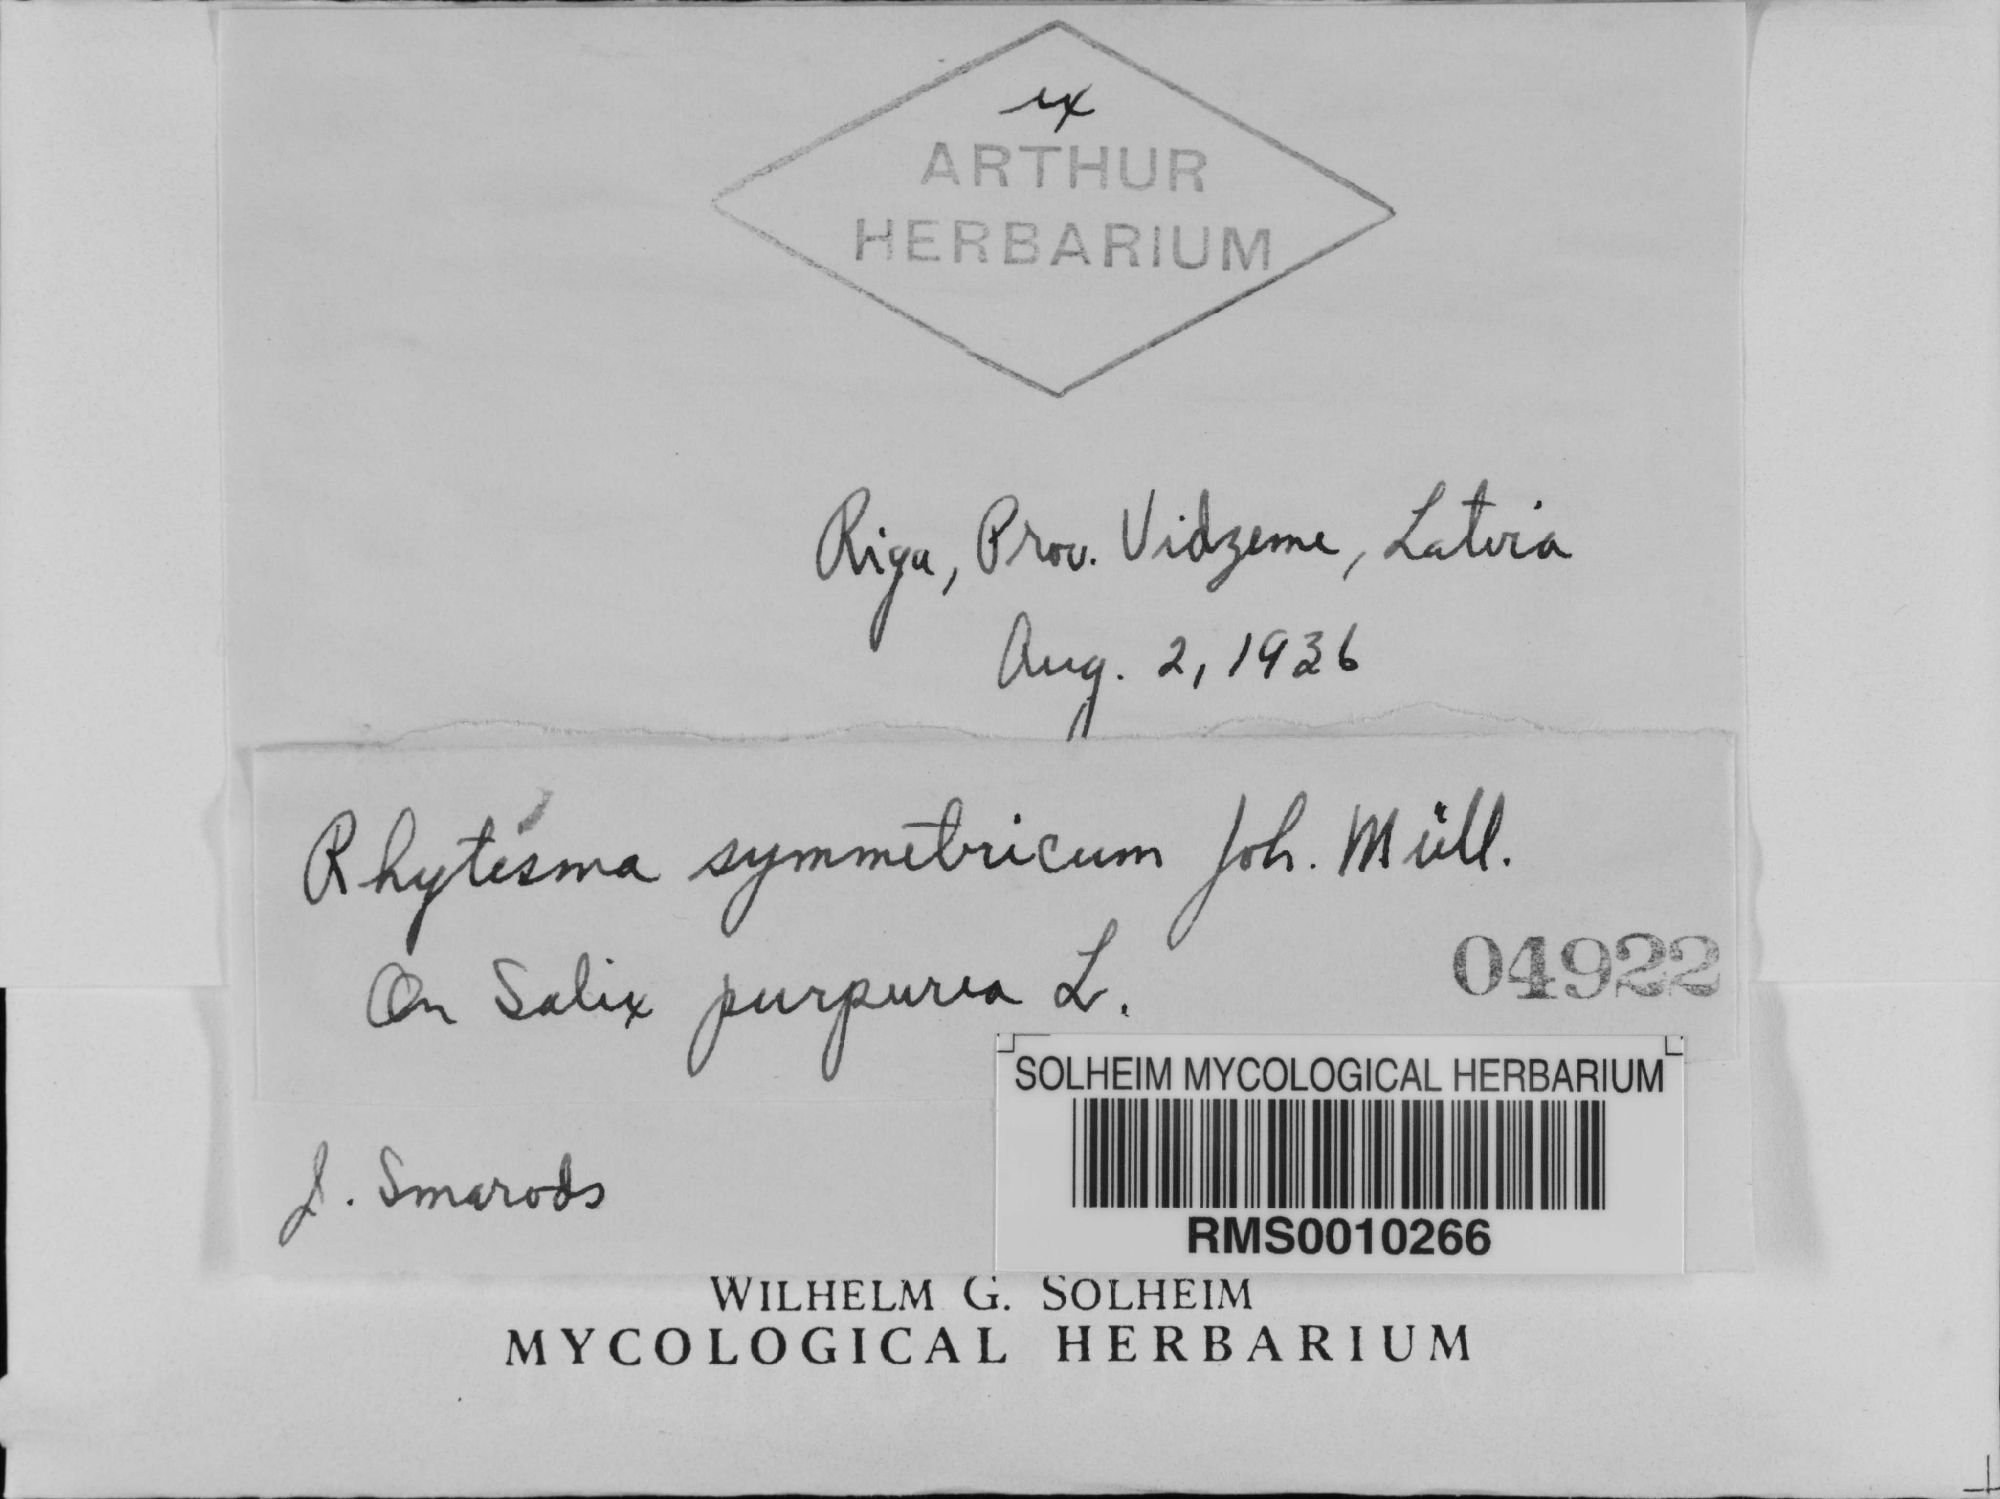 ex
ARTHUR
HERBARIUM
Riga, Prov. Vidzeme, Latvia
Aug. 2, 1936
Rhytisma symmetricum Joh. Müll.
On Salix purpurea L.
04922
SOLHEIM MYCOLOGICAL HERBARIUM
RMS0010266
J. Smarods
WILHELM G. SOLHEIM
MYCOLOGICAL HERBARIUM